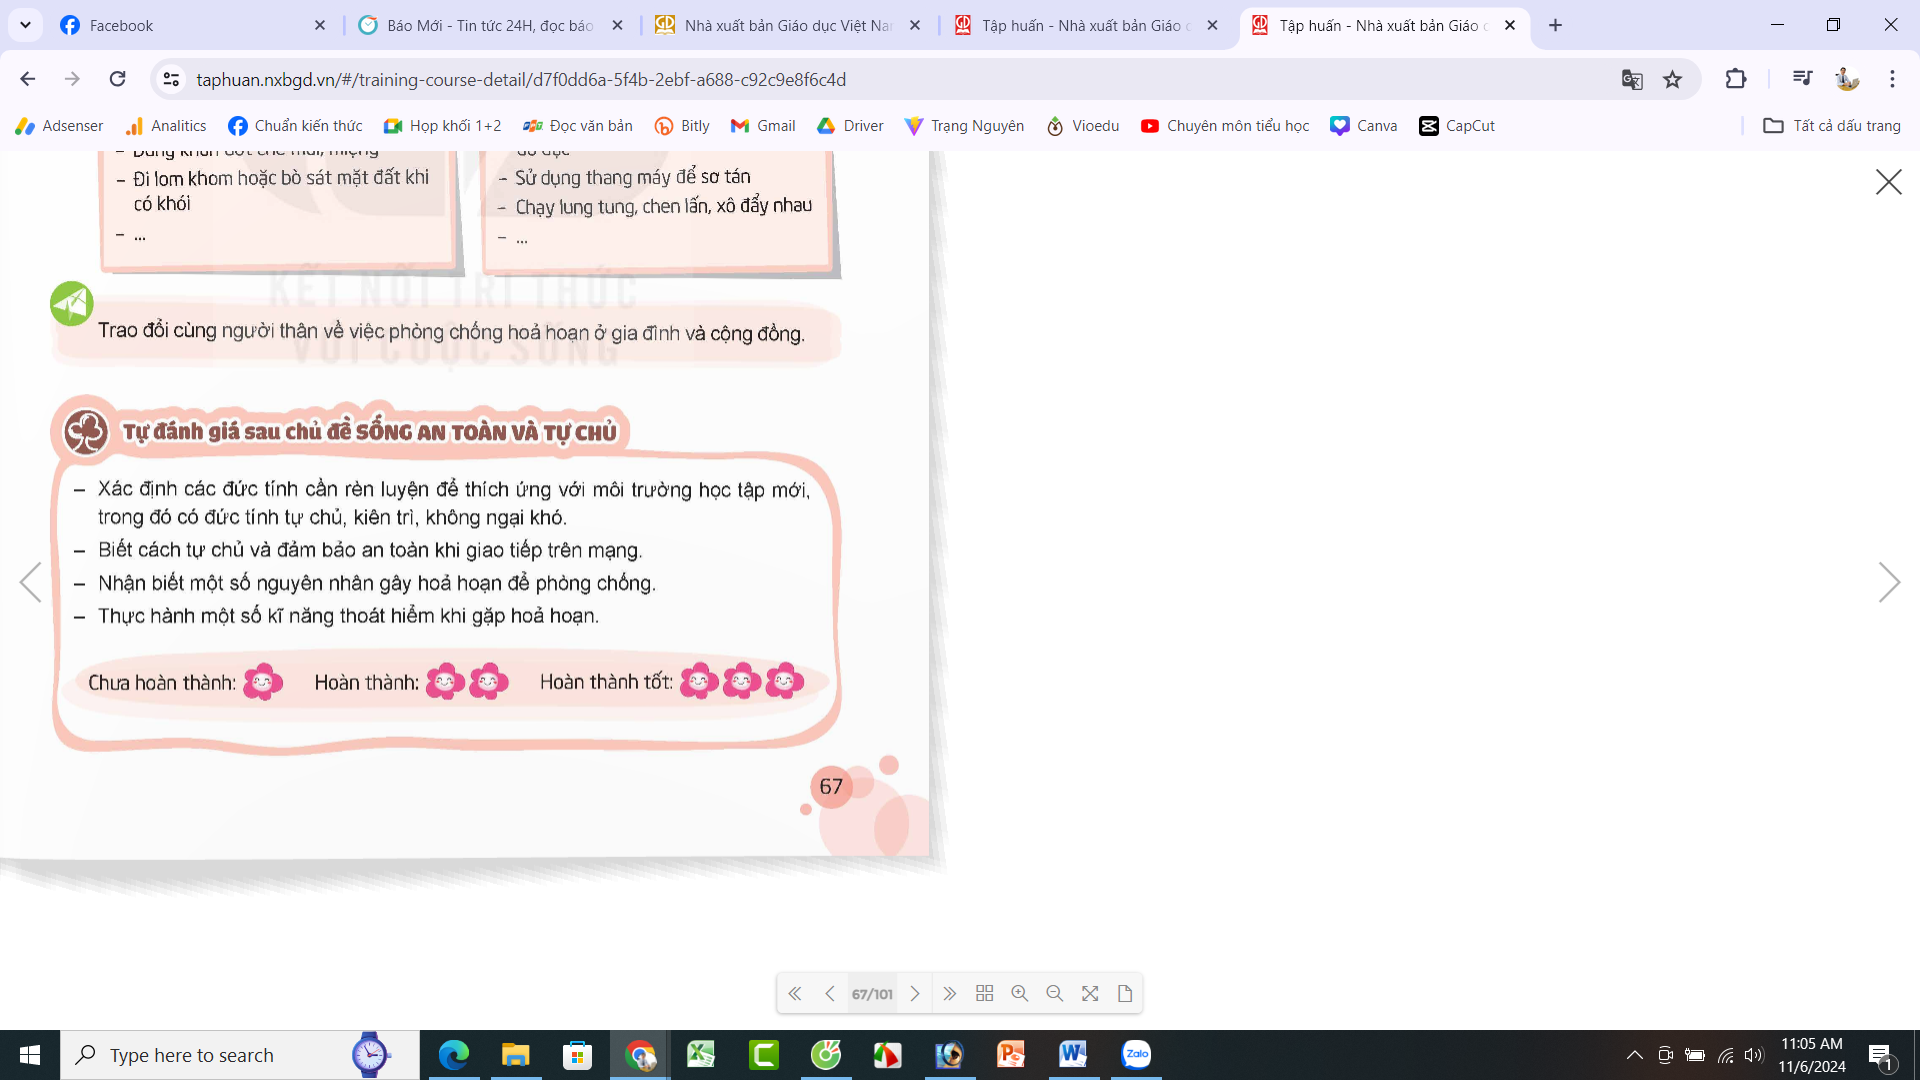 Facebook
Báo Mới - Tin tức 24H, đọc báo
Nhà xuất bản Giáo dục Việt Nar
Tập huấn - Nhà xuất bản Giáo d
Tập huấn - Nhà xuất bản Giáo d
taphuan.nxbgd.vn/#/training-course-detail/d7f0dd6a-5f4b-2ebf-a688-c92c9e8f6c4d
Adsenser
Analitics
Chuẩn kiến thức
Họp khối 1+2
Đọc văn bản
Bitly
Gmail
Driver
Trạng Nguyên
Vioedu
Chuyên môn tiểu học
Canva
CapCut
Tất cả dấu trang
– Đi lom khom hoặc bò sát mặt đất khi
có khói
– ...
– Sử dụng thang máy để sơ tán
– Chạy lung tung, chen lấn, xô đẩy nhau
– ...
KẾT NỐI TRI THỨC
VỚI CUỘC SỐNG
Trao đổi cùng người thân về việc phòng chống hoả hoạn ở gia đình và cộng đồng.
Tự đánh giá sau chủ đề SỐNG AN TOÀN VÀ TỰ CHỦ
– Xác định các đức tính cần rèn luyện để thích ứng với môi trường học tập mới,
trong đó có đức tính tự chủ, kiên trì, không ngại khó.
– Biết cách tự chủ và đảm bảo an toàn khi giao tiếp trên mạng.
– Nhận biết một số nguyên nhân gây hoả hoạn để phòng chống.
– Thực hành một số kĩ năng thoát hiểm khi gặp hoả hoạn.
Chưa hoàn thành:
Hoàn thành:
Hoàn thành tốt:
67
67/101
Type here to search
Zalo
11:05 AM
11/6/2024
1